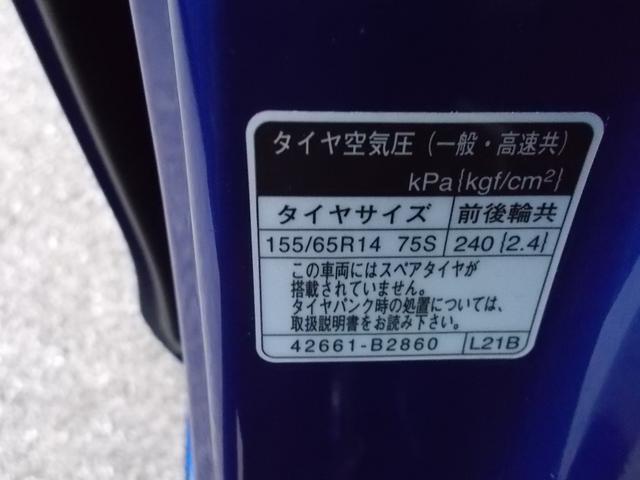 タイヤ空気圧（一般・高速共）
kPa{kgf/cm²}
タイヤサイズ 前後輪共
155/65R14 75S 240{2.4}
この車両にはスペアタイヤが
搭載されていません。
タイヤパンク時の処置については、
取扱説明書をお読み下さい。
42661-B2860 L21B